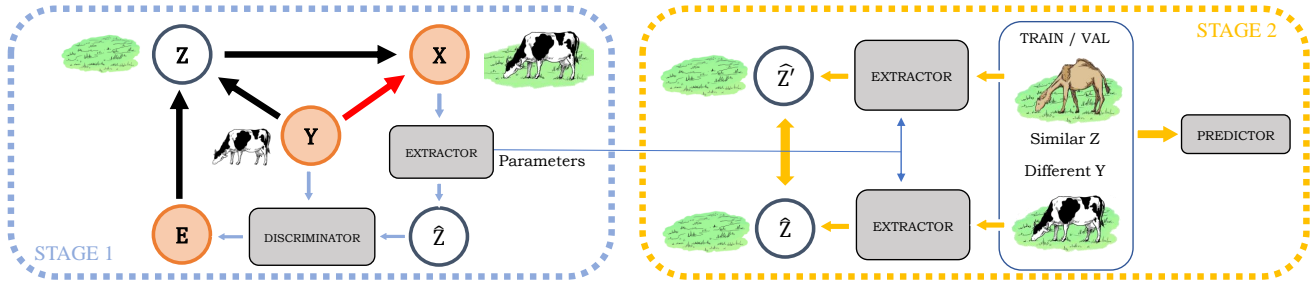 Z
X
Y
EXTRACTOR
Parameters
E
DISCRIMINATOR
Ẑ
STAGE 1
STAGE 2
TRAIN / VAL
Ẑ′
EXTRACTOR
Similar Z
PREDICTOR
Different Y
Ẑ
EXTRACTOR